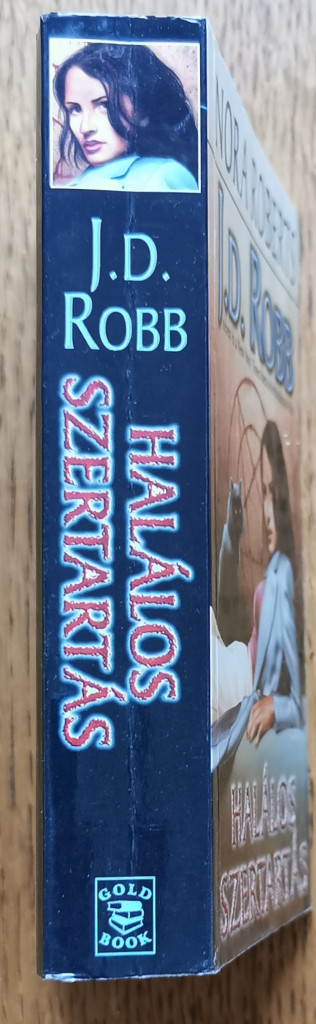 J.D.
ROBB
HALÁLOS
SZERTARTÁS
GOLD
BOOK
NORA ROBERTS
J.D. ROBB
HALÁLOS
SZERTARTÁS